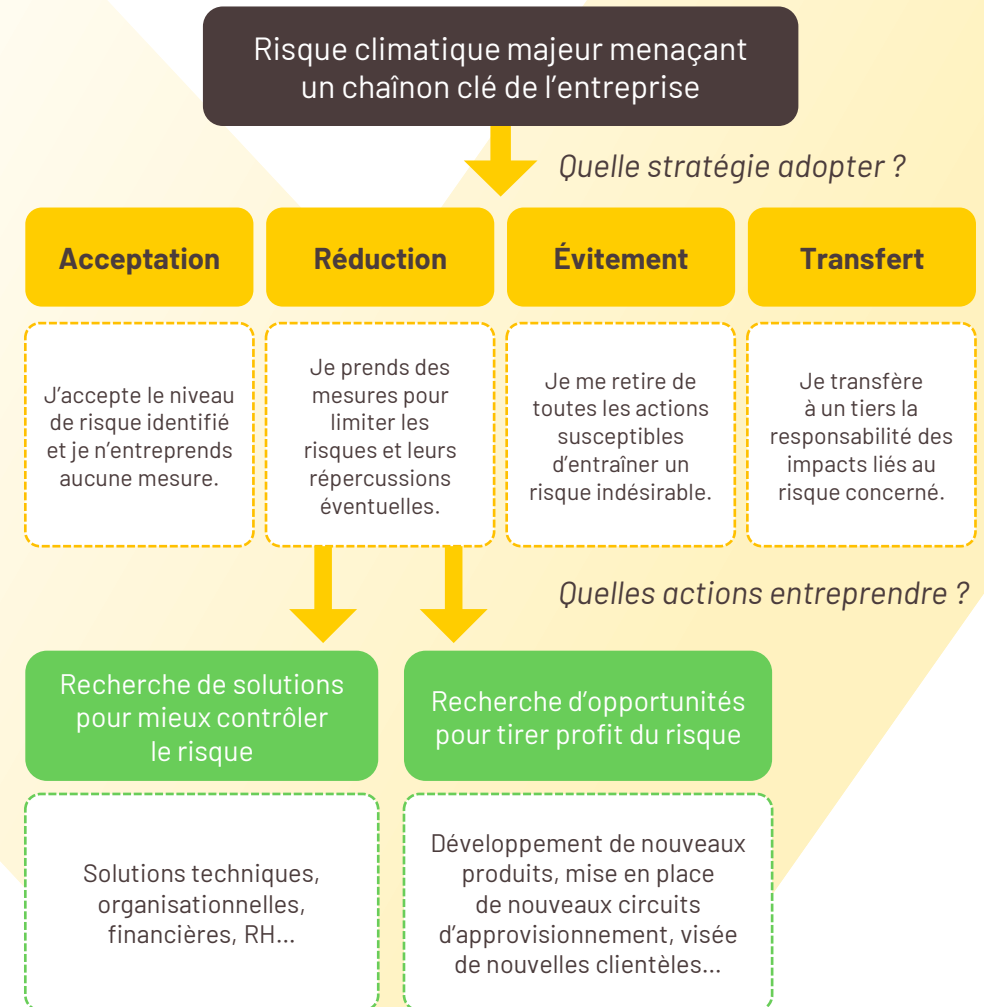 Risque climatique majeur menaçant
un chaînon clé de l’entreprise
Quelle stratégie adopter ?
Acceptation
J’accepte le niveau
de risque identifié
et je n’entreprends
aucune mesure.
Réduction
Je prends des
mesures pour
limiter les
risques et leurs
répercussions
éventuelles.
Évitement
Je me retire de
toutes les actions
susceptibles
d’entraîner un
risque indésirable.
Transfert
Je transfère
à un tiers la
responsabilité des
impacts liés au
risque concerné.
Quelles actions entreprendre ?
Recherche de solutions
pour mieux contrôler
le risque
Solutions techniques,
organisationnelles,
financières, RH...
Recherche d’opportunités
pour tirer profit du risque
Développement de nouveaux
produits, mise en place
de nouveaux circuits
d’approvisionnement, visée
de nouvelles clientèles...